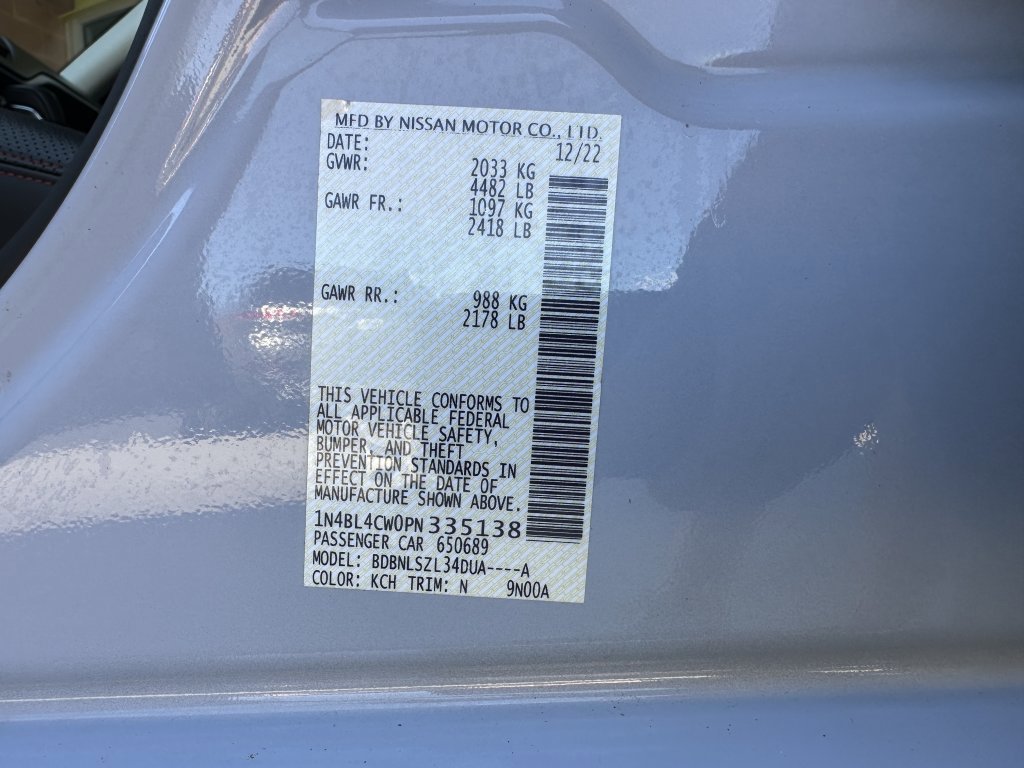 MFD BY NISSAN MOTOR CO., LTD.
DATE: 12/22
GVWR: 2033 KG
4482 LB
GAWR FR.: 1097 KG
2418 LB
GAWR RR.: 988 KG
2178 LB
THIS VEHICLE CONFORMS TO
ALL APPLICABLE FEDERAL
MOTOR VEHICLE SAFETY,
BUMPER, AND THEFT
PREVENTION STANDARDS IN
EFFECT ON THE DATE OF
MANUFACTURE SHOWN ABOVE.
1N4BL4CW0PN335138
PASSENGER CAR 650689
MODEL: BDBNLSZL34DUA----A
COLOR: KCH TRIM: N 9N00A